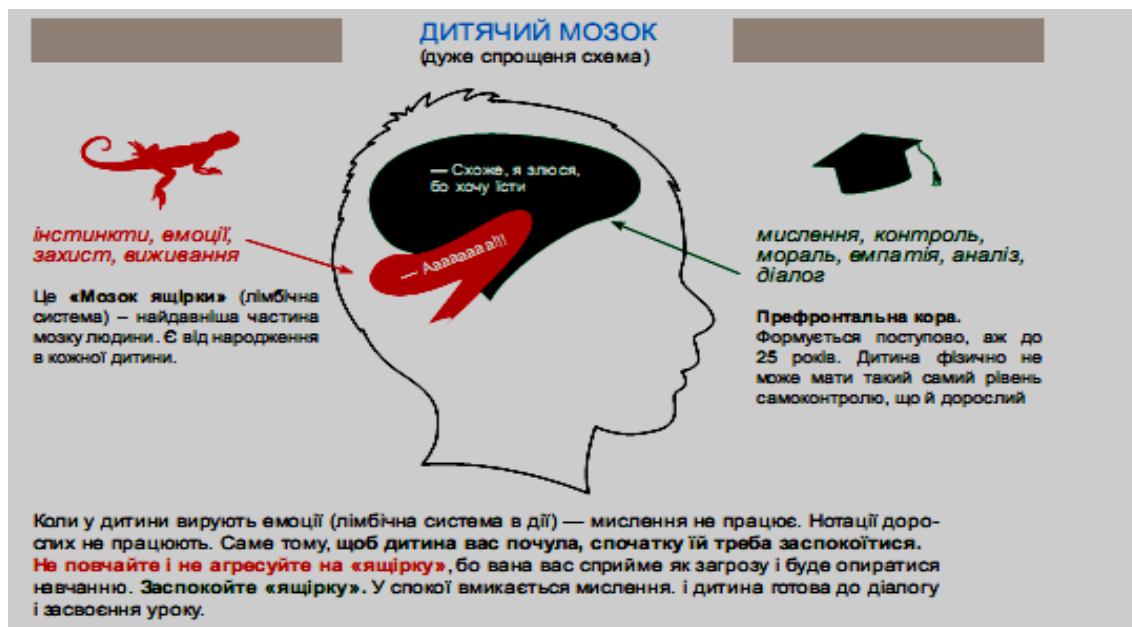 ДИТЯЧИЙ МОЗОК
(дуже спрощеня схема)
— Схоже, я злюся,
бо хочу їсти
— Аааааааа!!!
інстинкти, емоції,
захист, виживання
Це «Мозок ящірки» (лімбічна
система) – найдавніша частина
мозку людини. Є від народження
в кожної дитини.
мислення, контроль,
мораль, емпатія, аналіз,
діалог
Префронтальна кора.
Формується поступово, аж до
25 років. Дитина фізично не
може мати такий самий рівень
самоконтролю, що й дорослий
Коли у дитини вирують емоції (лімбічна система в дії) — мислення не працює. Нотації доро-
слих не працюють. Саме тому, щоб дитина вас почула, спочатку їй треба заспокоїтися.
Не повчайте і не агресуйте на «ящірку», бо вана вас сприйме як загрозу і буде опиратися
навчанню. Заспокойте «ящірку». У спокої вмикається мислення. і дитина готова до діалогу
і засвоєння уроку.